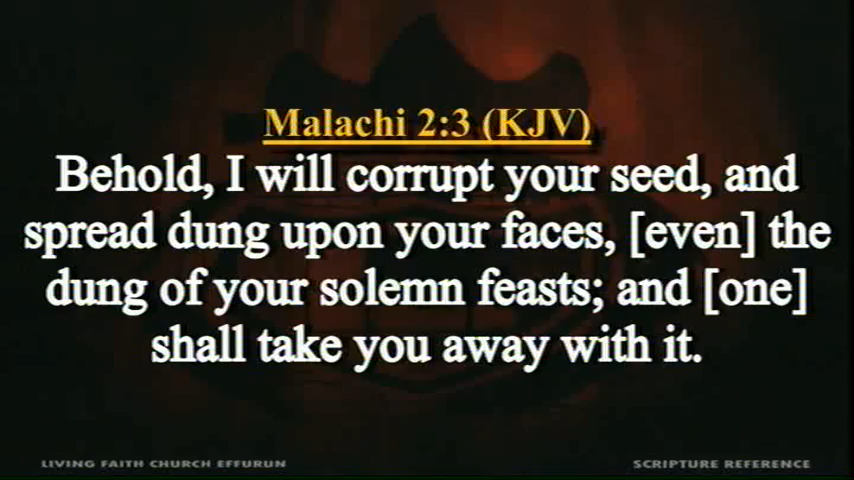 Malachi 2:3 (KJV)
Behold, I will corrupt your seed, and
spread dung upon your faces, [even] the
dung of your solemn feasts; and [one]
shall take you away with it.
LIVING FAITH CHURCH EFFURUN
SCRIPTURE REFERENCE